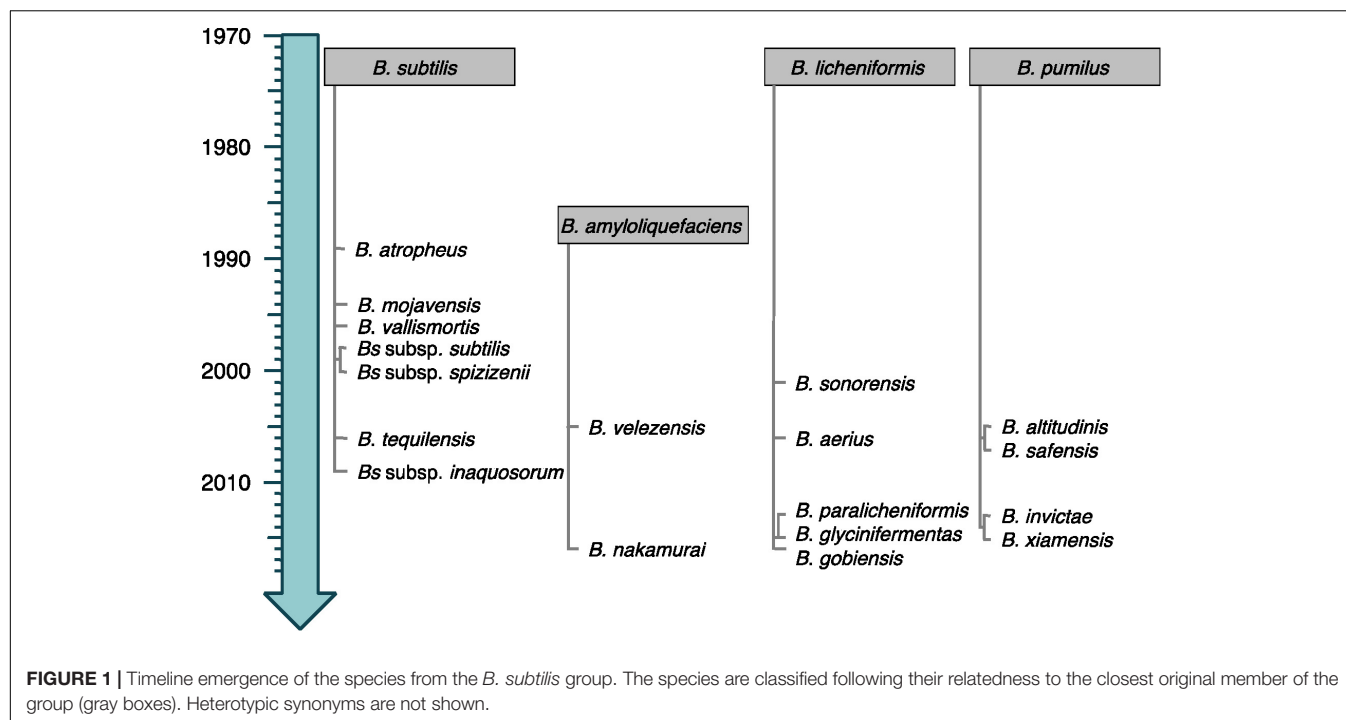 1970
1980
1990
2000
2010
B. subtilis
B. atropheus
B. mojavensis
B. vallismortis
Bs subsp. subtilis
Bs subsp. spizizenii
B. tequilensis
Bs subsp. inaquosorum
B. amyloliquefaciens
B. velezensis
B. nakamurai
B. licheniformis
B. sonorensis
B. aerius
B. paralicheniformis
B. glycinifermentas
B. gobiensis
B. pumilus
B. altitudinis
B. safensis
B. invictae
B. xiamensis
FIGURE 1 | Timeline emergence of the species from the B. subtilis group. The species are classified following their relatedness to the closest original member of the
group (gray boxes). Heterotypic synonyms are not shown.